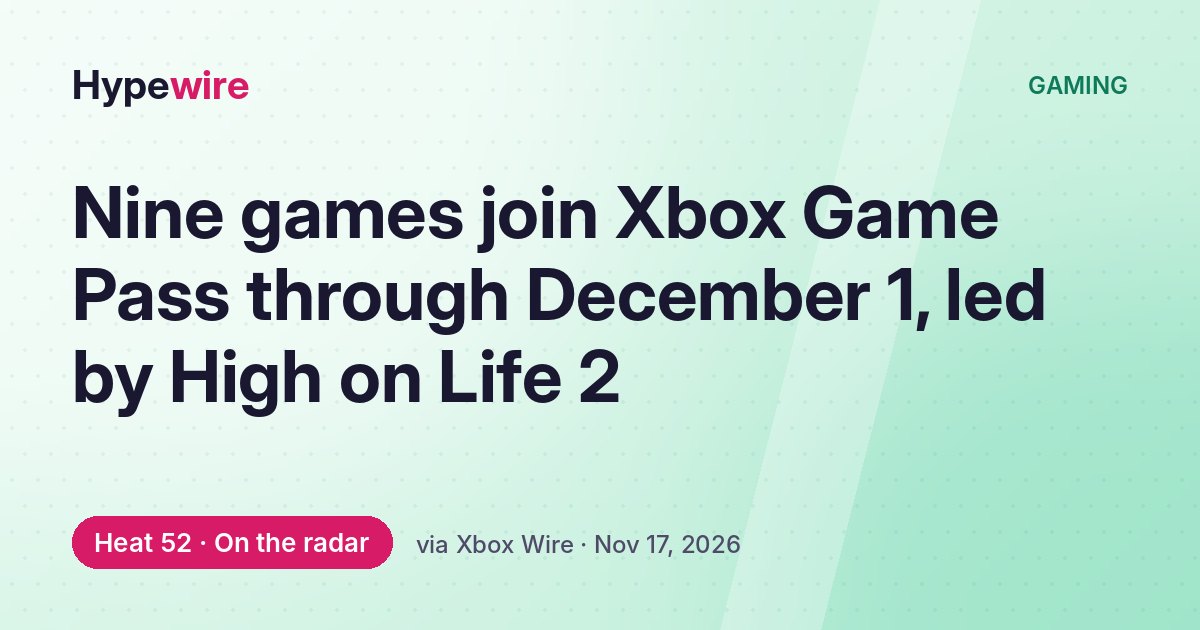 Hypewire
GAMING
Nine games join Xbox Game
Pass through December 1, led
by High on Life 2
Heat 52 · On the radar
via Xbox Wire · Nov 17, 2026